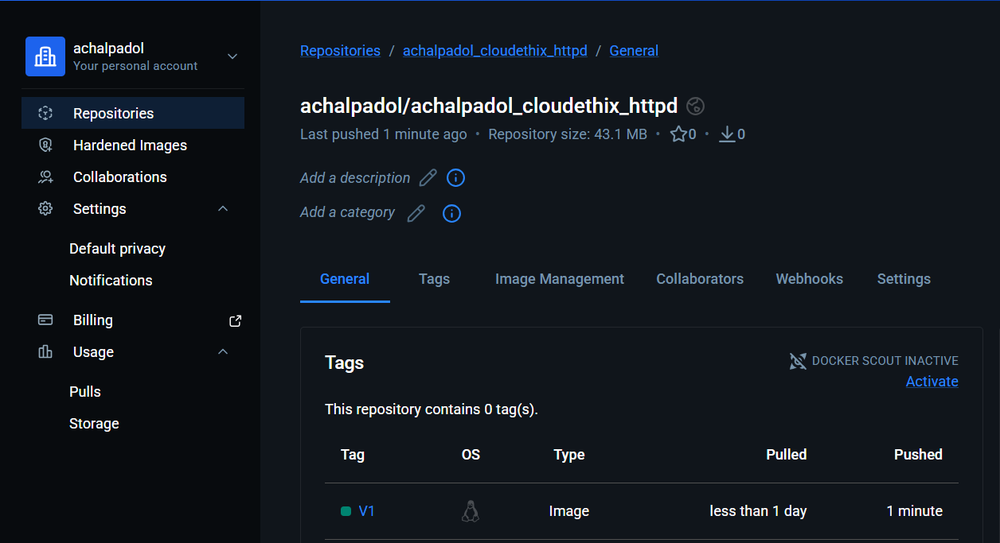 achalpadol
Your personal account
Repositories
Hardened Images
Collaborations
Settings
Default privacy
Notifications
Billing
Usage
Pulls
Storage
Repositories / achalpadol_cloudethix_httpd / General
achalpadol/achalpadol_cloudethix_httpd
Last pushed 1 minute ago • Repository size: 43.1 MB • 0 • 0
Add a description
Add a category
General Tags Image Management Collaborators Webhooks Settings
Tags
DOCKER SCOUT INACTIVE
Activate
This repository contains 0 tag(s).
Tag OS Type Pulled Pushed
V1 Image less than 1 day 1 minute